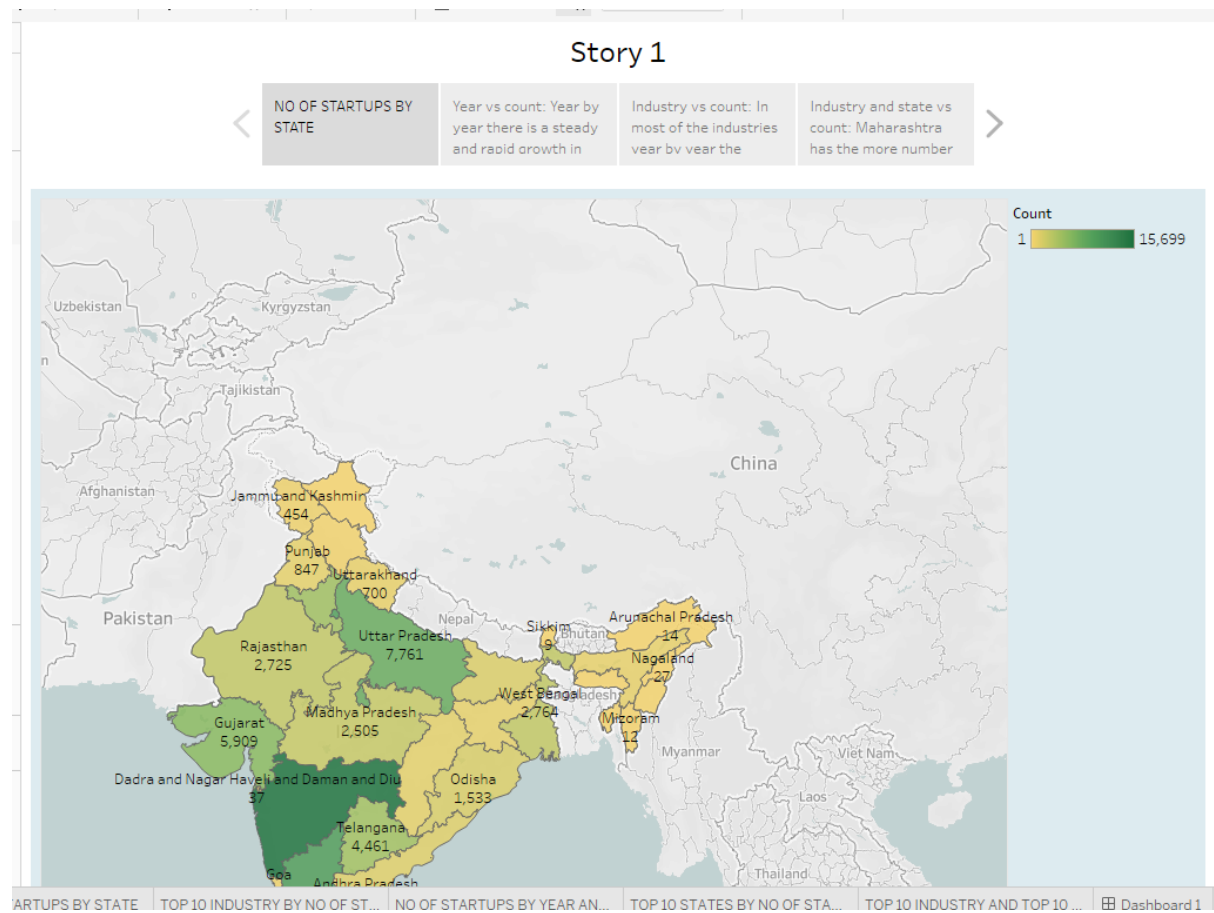 Story 1
NO OF STARTUPS BY
STATE
Year vs count: Year by
year there is a steady
and rapid growth in
Industry vs count: In
most of the industries
year by year the
Industry and state vs
count: Maharashtra
has the more number
Count
1
15,699
Uzbekistan
Kyrgyzstan
n
Tajikistan
China
Afghanistan
Jammu and Kashmir
454
Punjab
847
Uttarakhand
700
Pakistan
Nepal
Sikkim
9
Bhutan
Arunachal Pradesh
14
Uttar Pradesh
7,761
Rajasthan
2,725
Nagaland
27
West Bengal
2,764
adesh
Madhya Pradesh
2,505
Gujarat
5,909
Mizoram
12
Myanmar
Viet Nam
Dadra and Nagar Haveli and Daman and Diu
37
Odisha
1,533
Laos
Telangana
4,461
Goa
Andhra Pradesh
Thailand
ARTUPS BY STATE
TOP 10 INDUSTRY BY NO OF ST...
NO OF STARTUPS BY YEAR AN...
TOP 10 STATES BY NO OF STA...
TOP 10 INDUSTRY AND TOP 10 ...
Dashboard 1